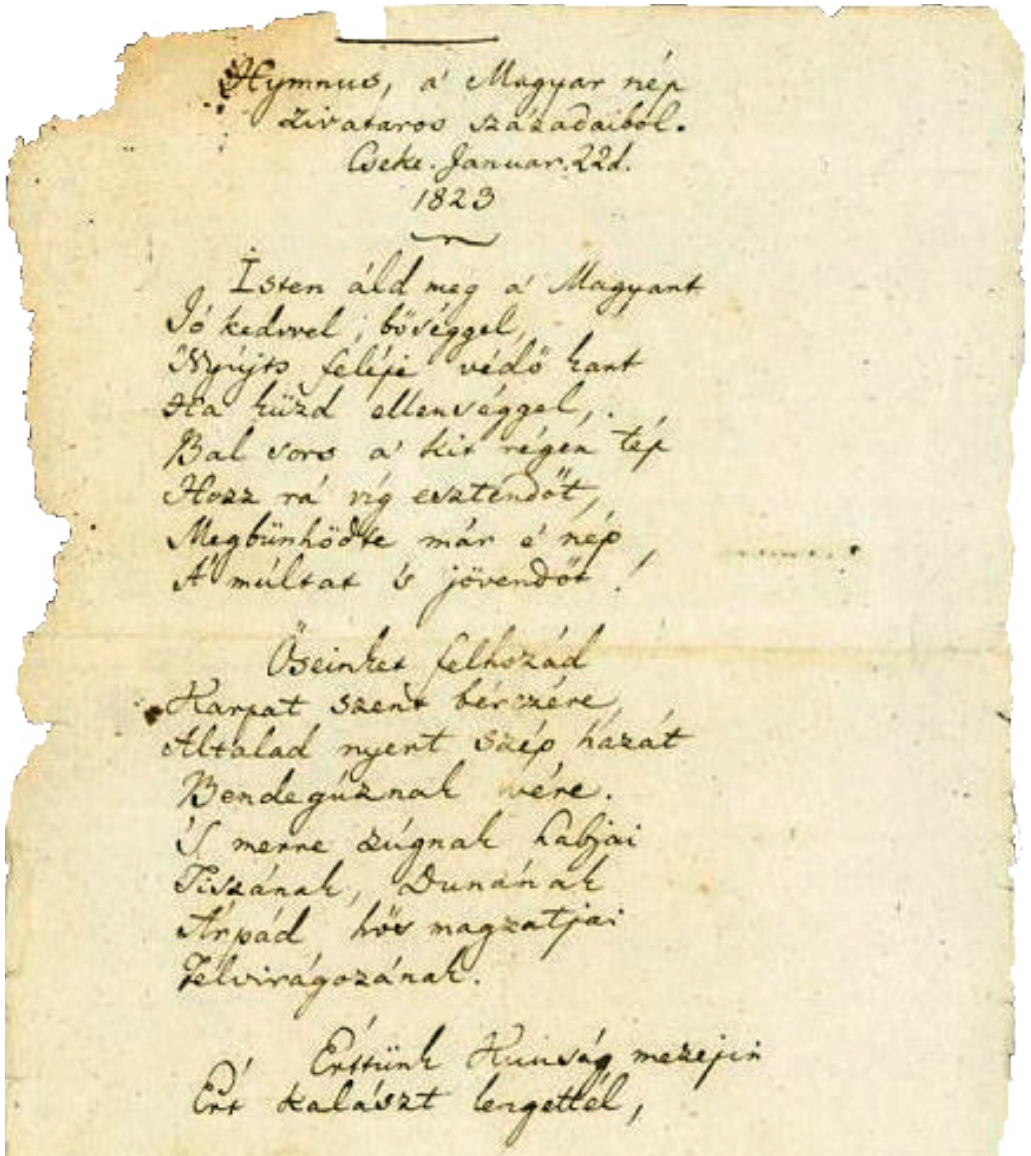 Hymnus, a' Magyar nép
zivataros századaiból.
Cseke. Januar. 22d.
1823
Isten áld meg a' Magyart
Jó kedvvel, bőséggel,
Nyújts feléje védő kart
Ha küzd ellenséggel,
Bal sors a' kit régen tép
Hozz rá víg esztendőt,
Megbűnhödte már e' nép
A' múltat 's jövendőt!
Őseinket felhozád
Kárpát szent bérczére,
Általad nyert szép hazát
Bendegúznak vére.
'S merre zúgnak habjai
Tiszának, Dunának
Árpád hős magzatjai
Felvirágozának.
Érttünk Kunság mezejin
Ért kalászt lengettél,